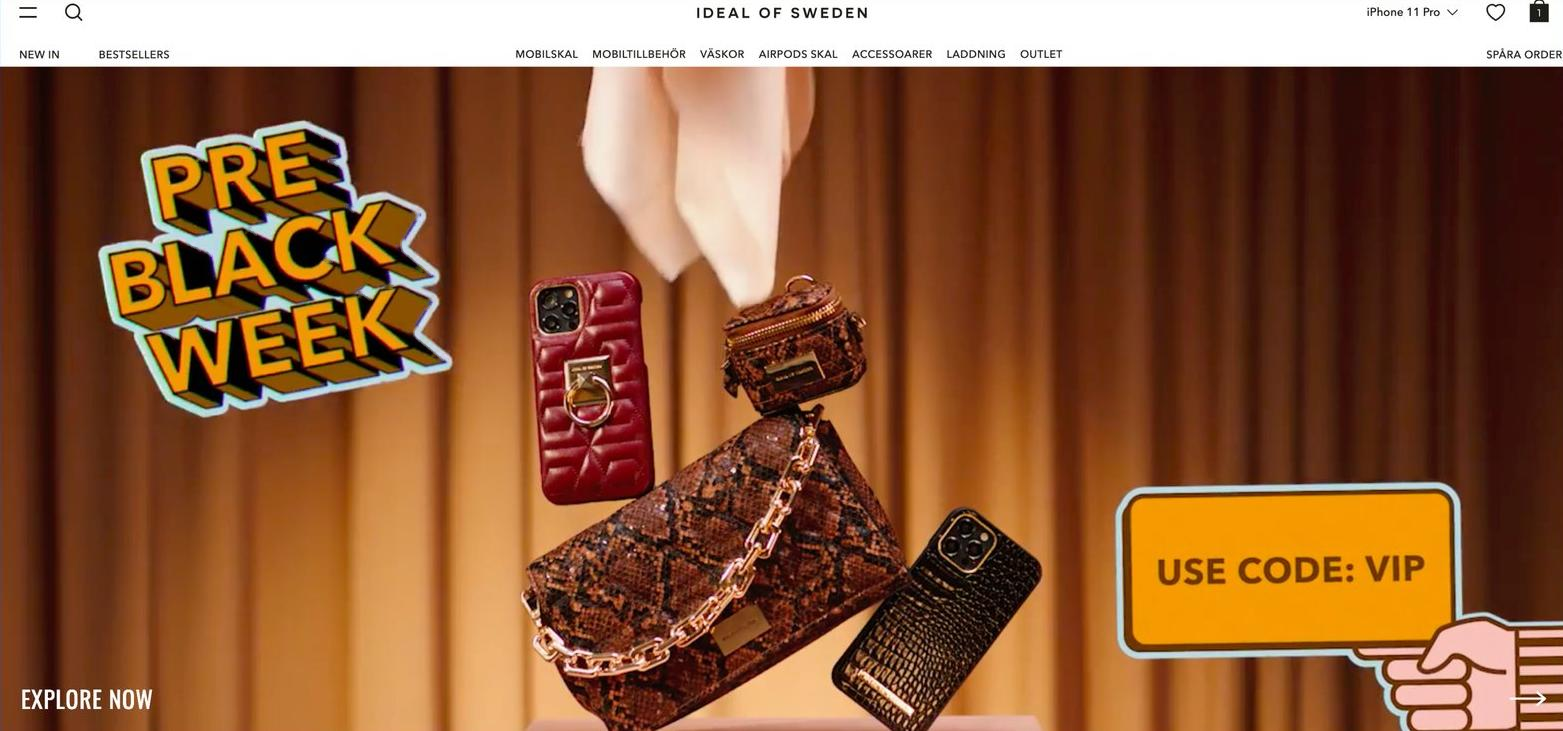 IDEAL OF SWEDEN
iPhone 11 Pro
1
NEW IN
BESTSELLERS
MOBILSKAL
MOBILTILLBEHÖR
VÄSKOR
AIRPODS SKAL
ACCESSOARER
LADDNING
OUTLET
SPÅRA ORDER
PRE
BLACK
WEEK
USE CODE: VIP
EXPLORE NOW